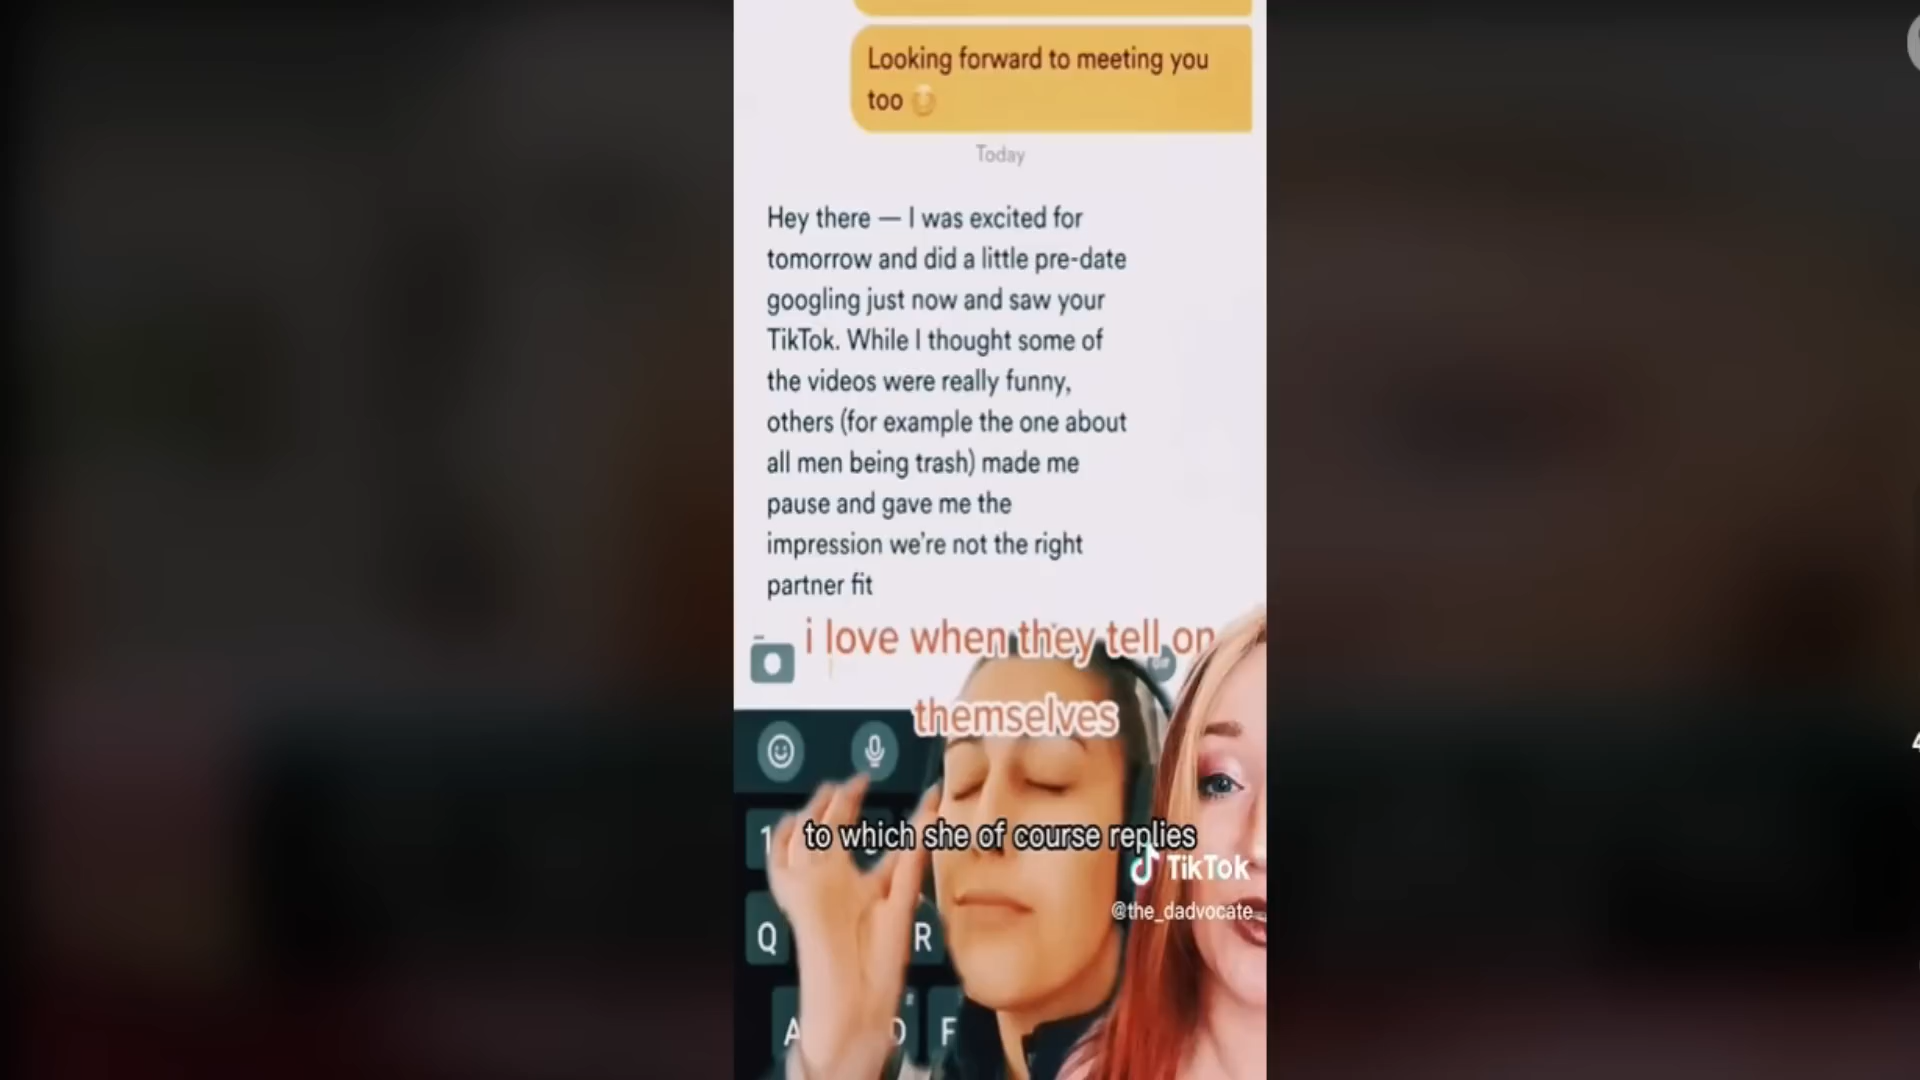 Looking forward to meeting you
too
Today
Hey there — I was excited for
tomorrow and did a little pre-date
googling just now and saw your
TikTok. While I thought some of
the videos were really funny,
others (for example the one about
all men being trash) made me
pause and gave me the
impression we're not the right
partner fit
i love when they tell on
themselves
to which she of course replies
TikTok
@the_dadvocate
1
Q
R
A
D
F